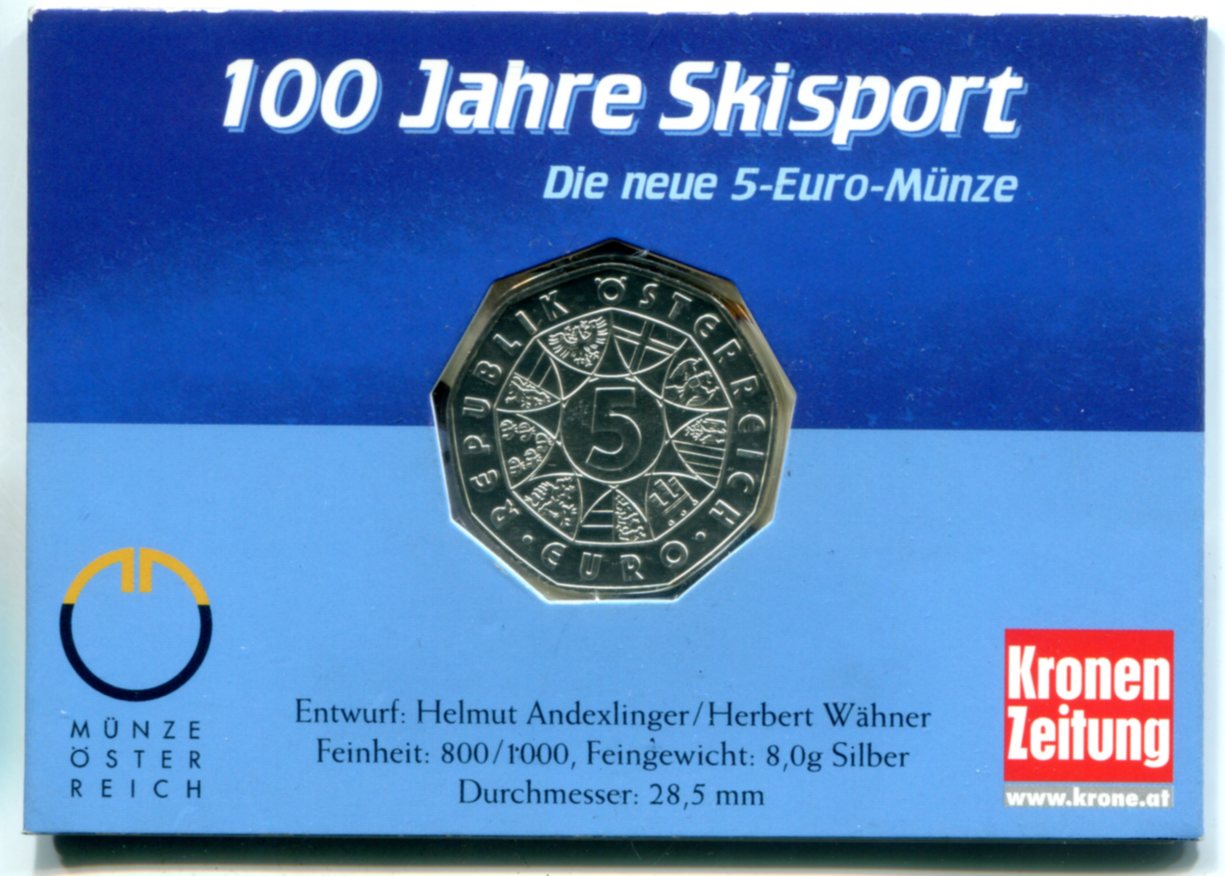 100 Jahre Skisport
Die neue 5-Euro-Münze
REPUBLIK ÖSTERREICH
5
· EURO ·
MÜNZE
ÖSTER
REICH
Entwurf: Helmut Andexlinger/Herbert Wähner
Feinheit: 800/1000, Feingewicht: 8,0g Silber
Durchmesser: 28,5 mm
Kronen
Zeitung
www.krone.at